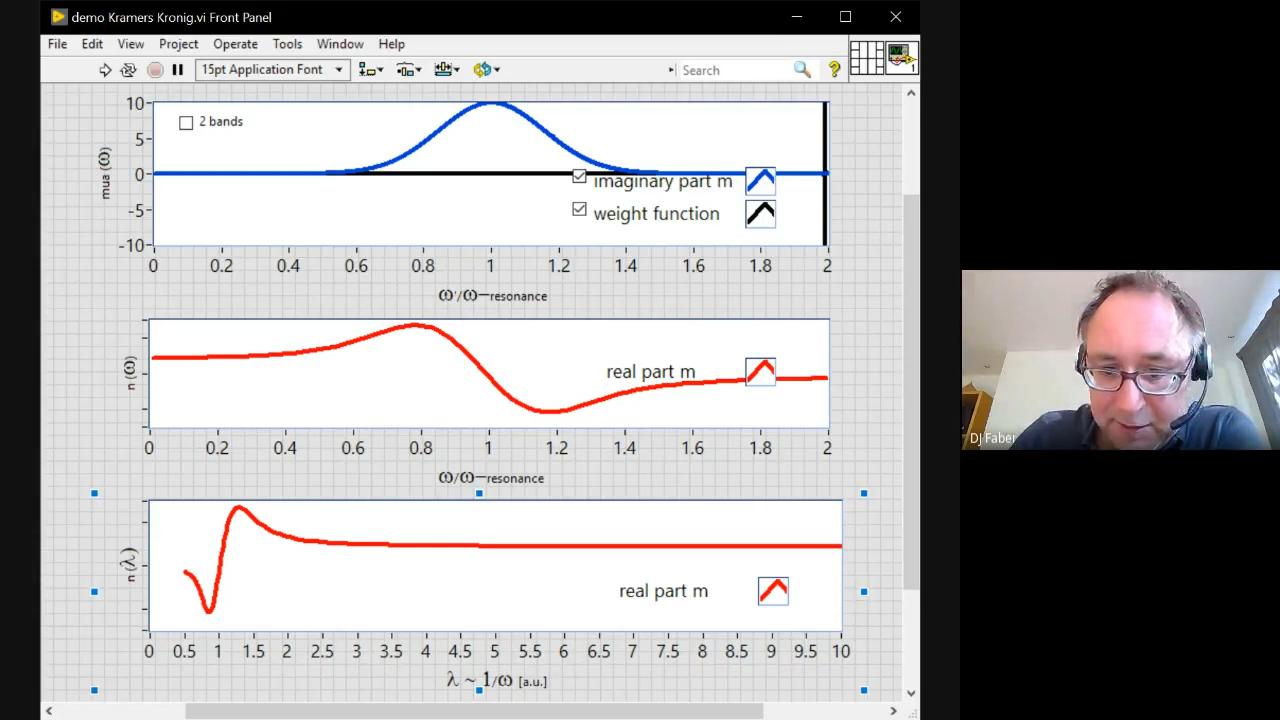 demo Kramers Kronig.vi Front Panel
File Edit View Project Operate Tools Window Help
15pt Application Font
Search
?
1
10
5
0
-5
-10
mua (ω)
2 bands
imaginary part m
weight function
0 0.2 0.4 0.6 0.8 1 1.2 1.4 1.6 1.8 2
ω'/ω–resonance
n (ω)
real part m
0 0.2 0.4 0.6 0.8 1 1.2 1.4 1.6 1.8 2
ω/ω–resonance
n (λ)
real part m
0 0.5 1 1.5 2 2.5 3 3.5 4 4.5 5 5.5 6 6.5 7 7.5 8 8.5 9 9.5 10
λ ~ 1/ω [a.u.]
DJ Faber